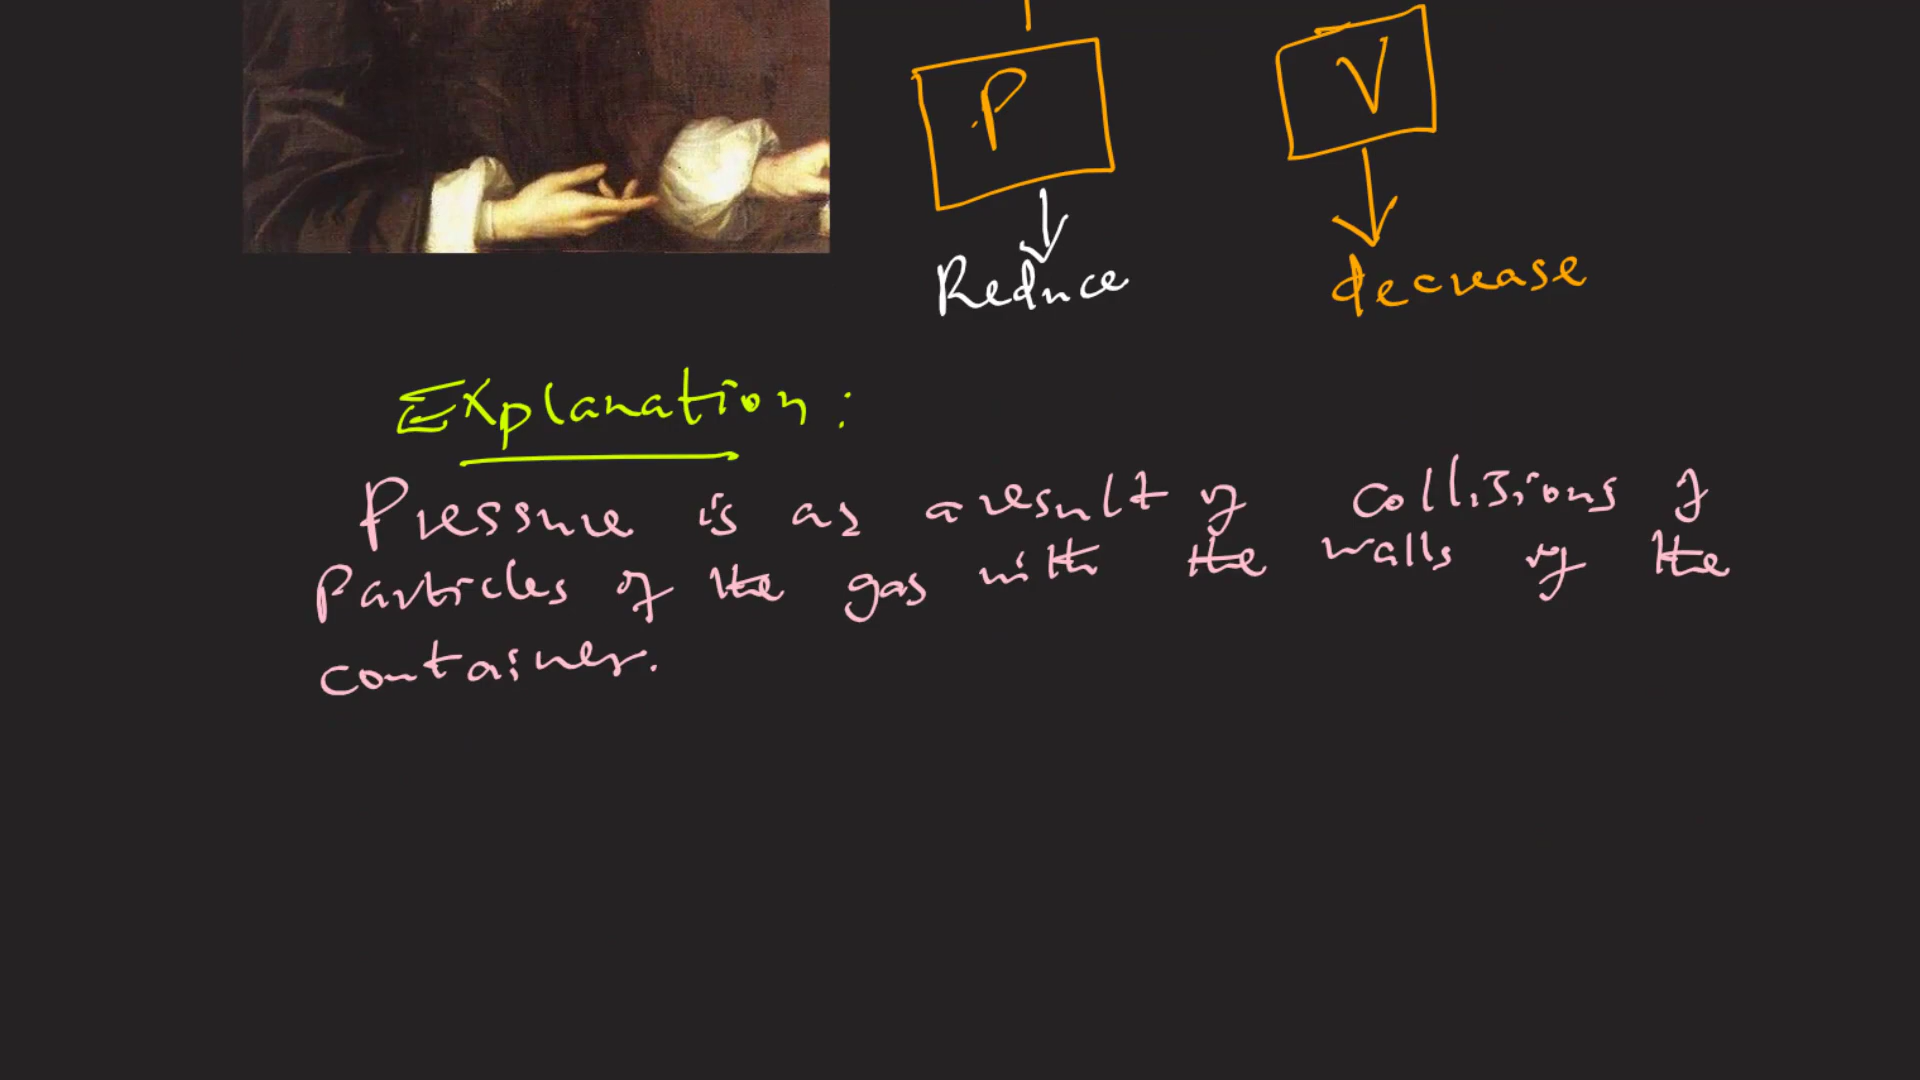 P
V
Reduce
decrease
Explanation:
Pressure is as a result of collisions of
Particles of the gas with the walls of the
container.